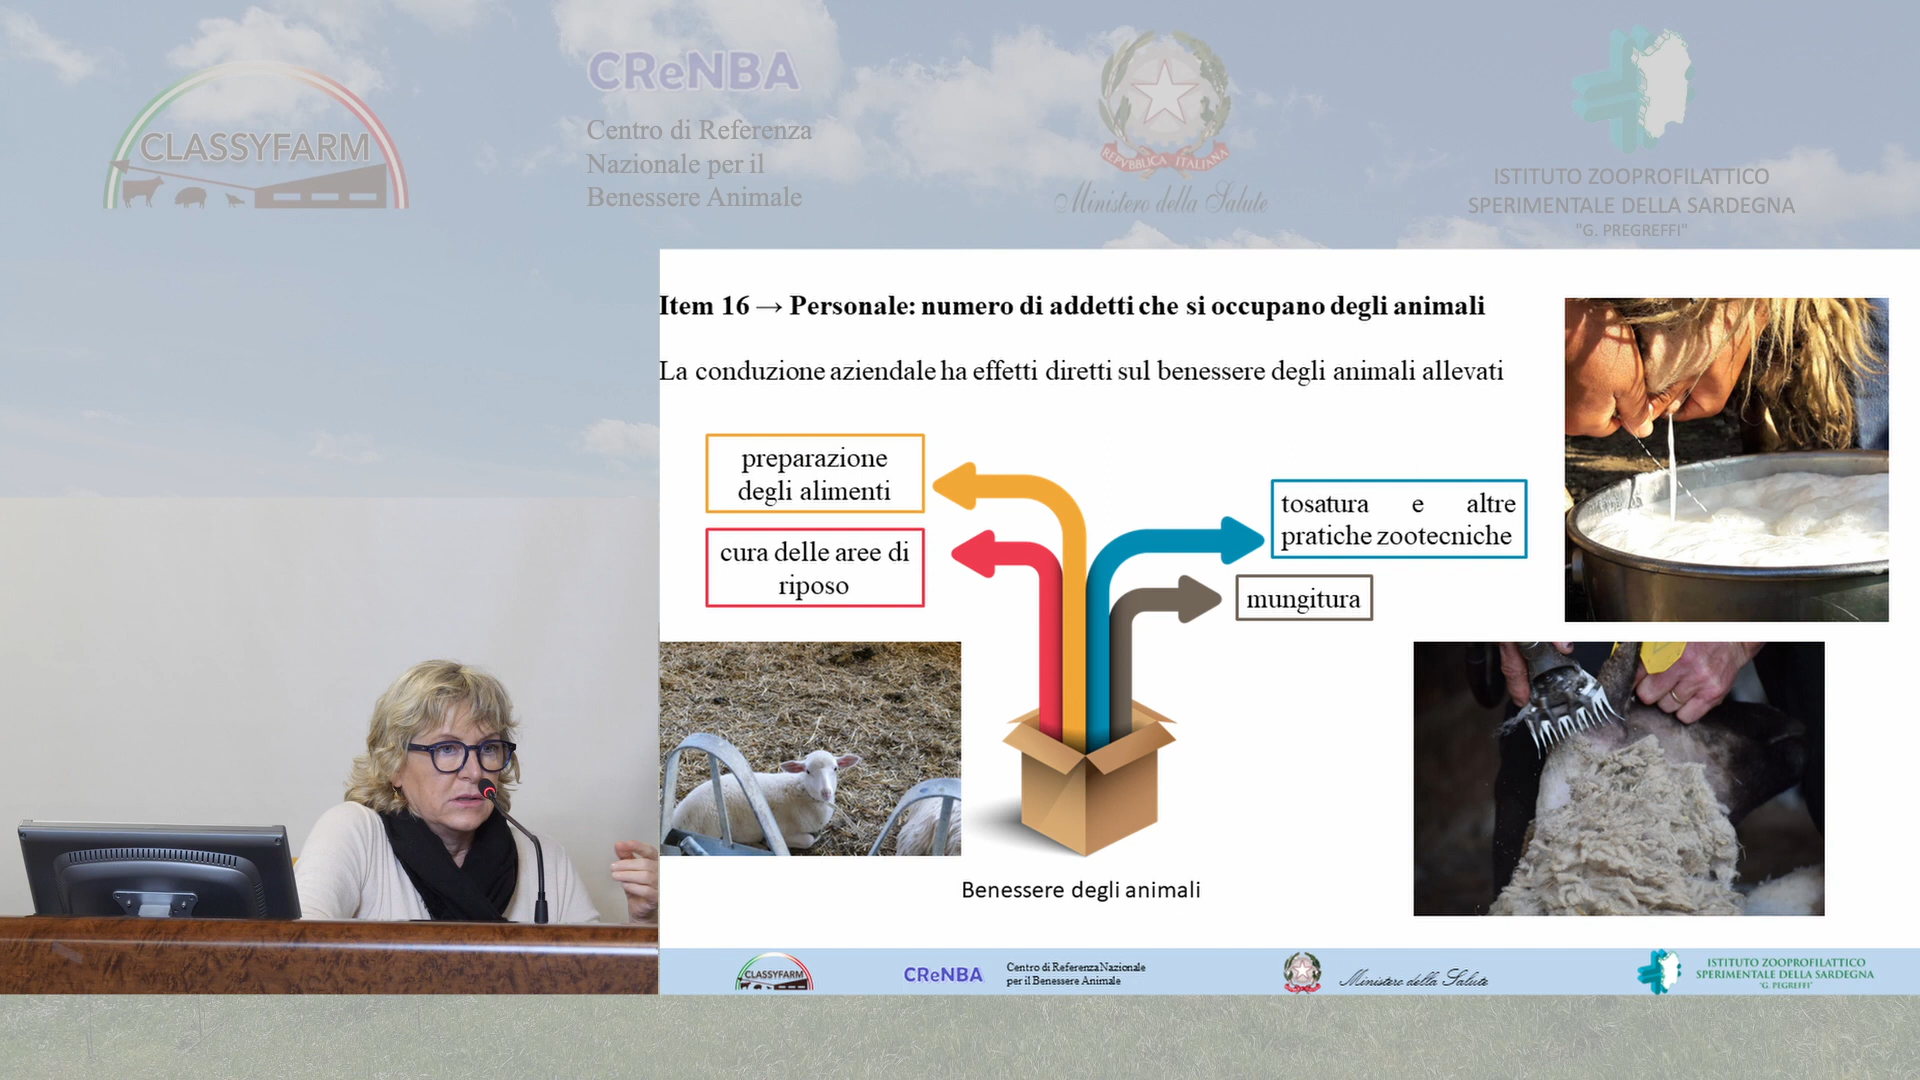 CLASSYFARM
CReNBA
Centro di Referenza
Nazionale per il
Benessere Animale
REPVBBLICA ITALIANA
Ministero della Salute
ISTITUTO ZOOPROFILATTICO
SPERIMENTALE DELLA SARDEGNA
"G. PREGREFFI"
Item 16 → Personale: numero di addetti che si occupano degli animali
La conduzione aziendale ha effetti diretti sul benessere degli animali allevati
preparazione
degli alimenti
cura delle aree di
riposo
tosatura e altre
pratiche zootecniche
mungitura
Benessere degli animali
CLASSYFARM
CReNBA
Centro di Referenza Nazionale
per il Benessere Animale
Ministero della Salute
ISTITUTO ZOOPROFILATTICO
SPERIMENTALE DELLA SARDEGNA
"G. PEGREFFI"